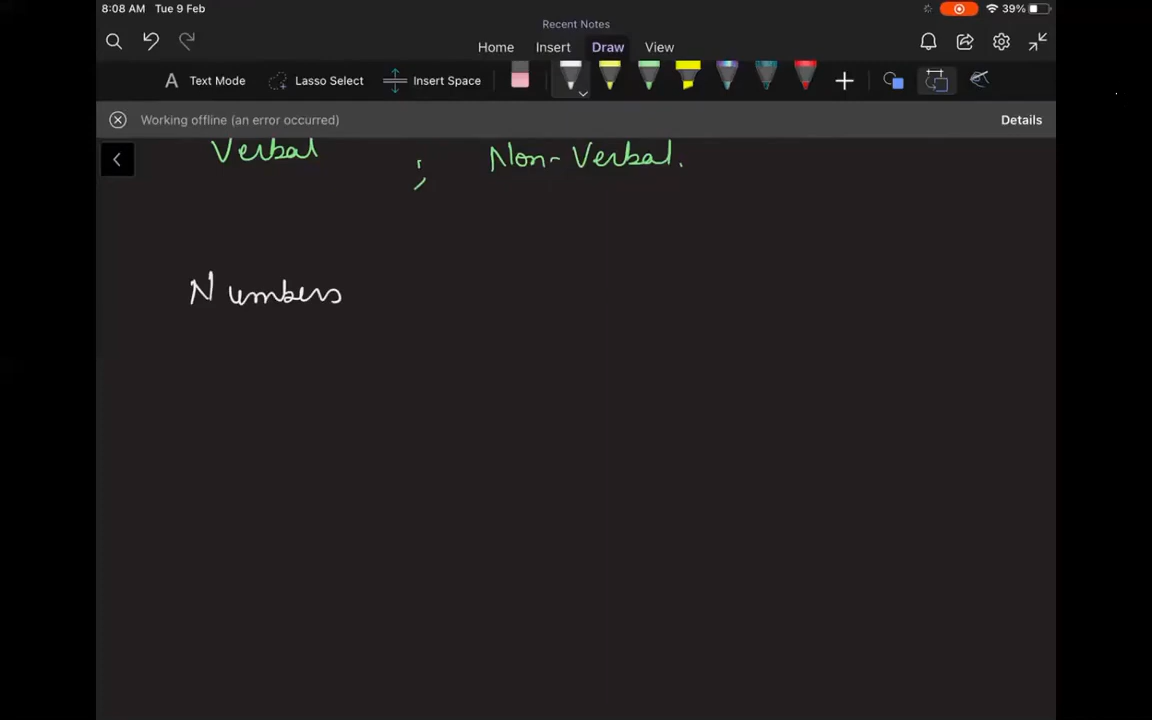 8:08 AM Tue 9 Feb 39%
Recent Notes
Home Insert Draw View
Text Mode Lasso Select Insert Space
Working offline (an error occurred) Details
Verbal ; Non-Verbal.
Numbers